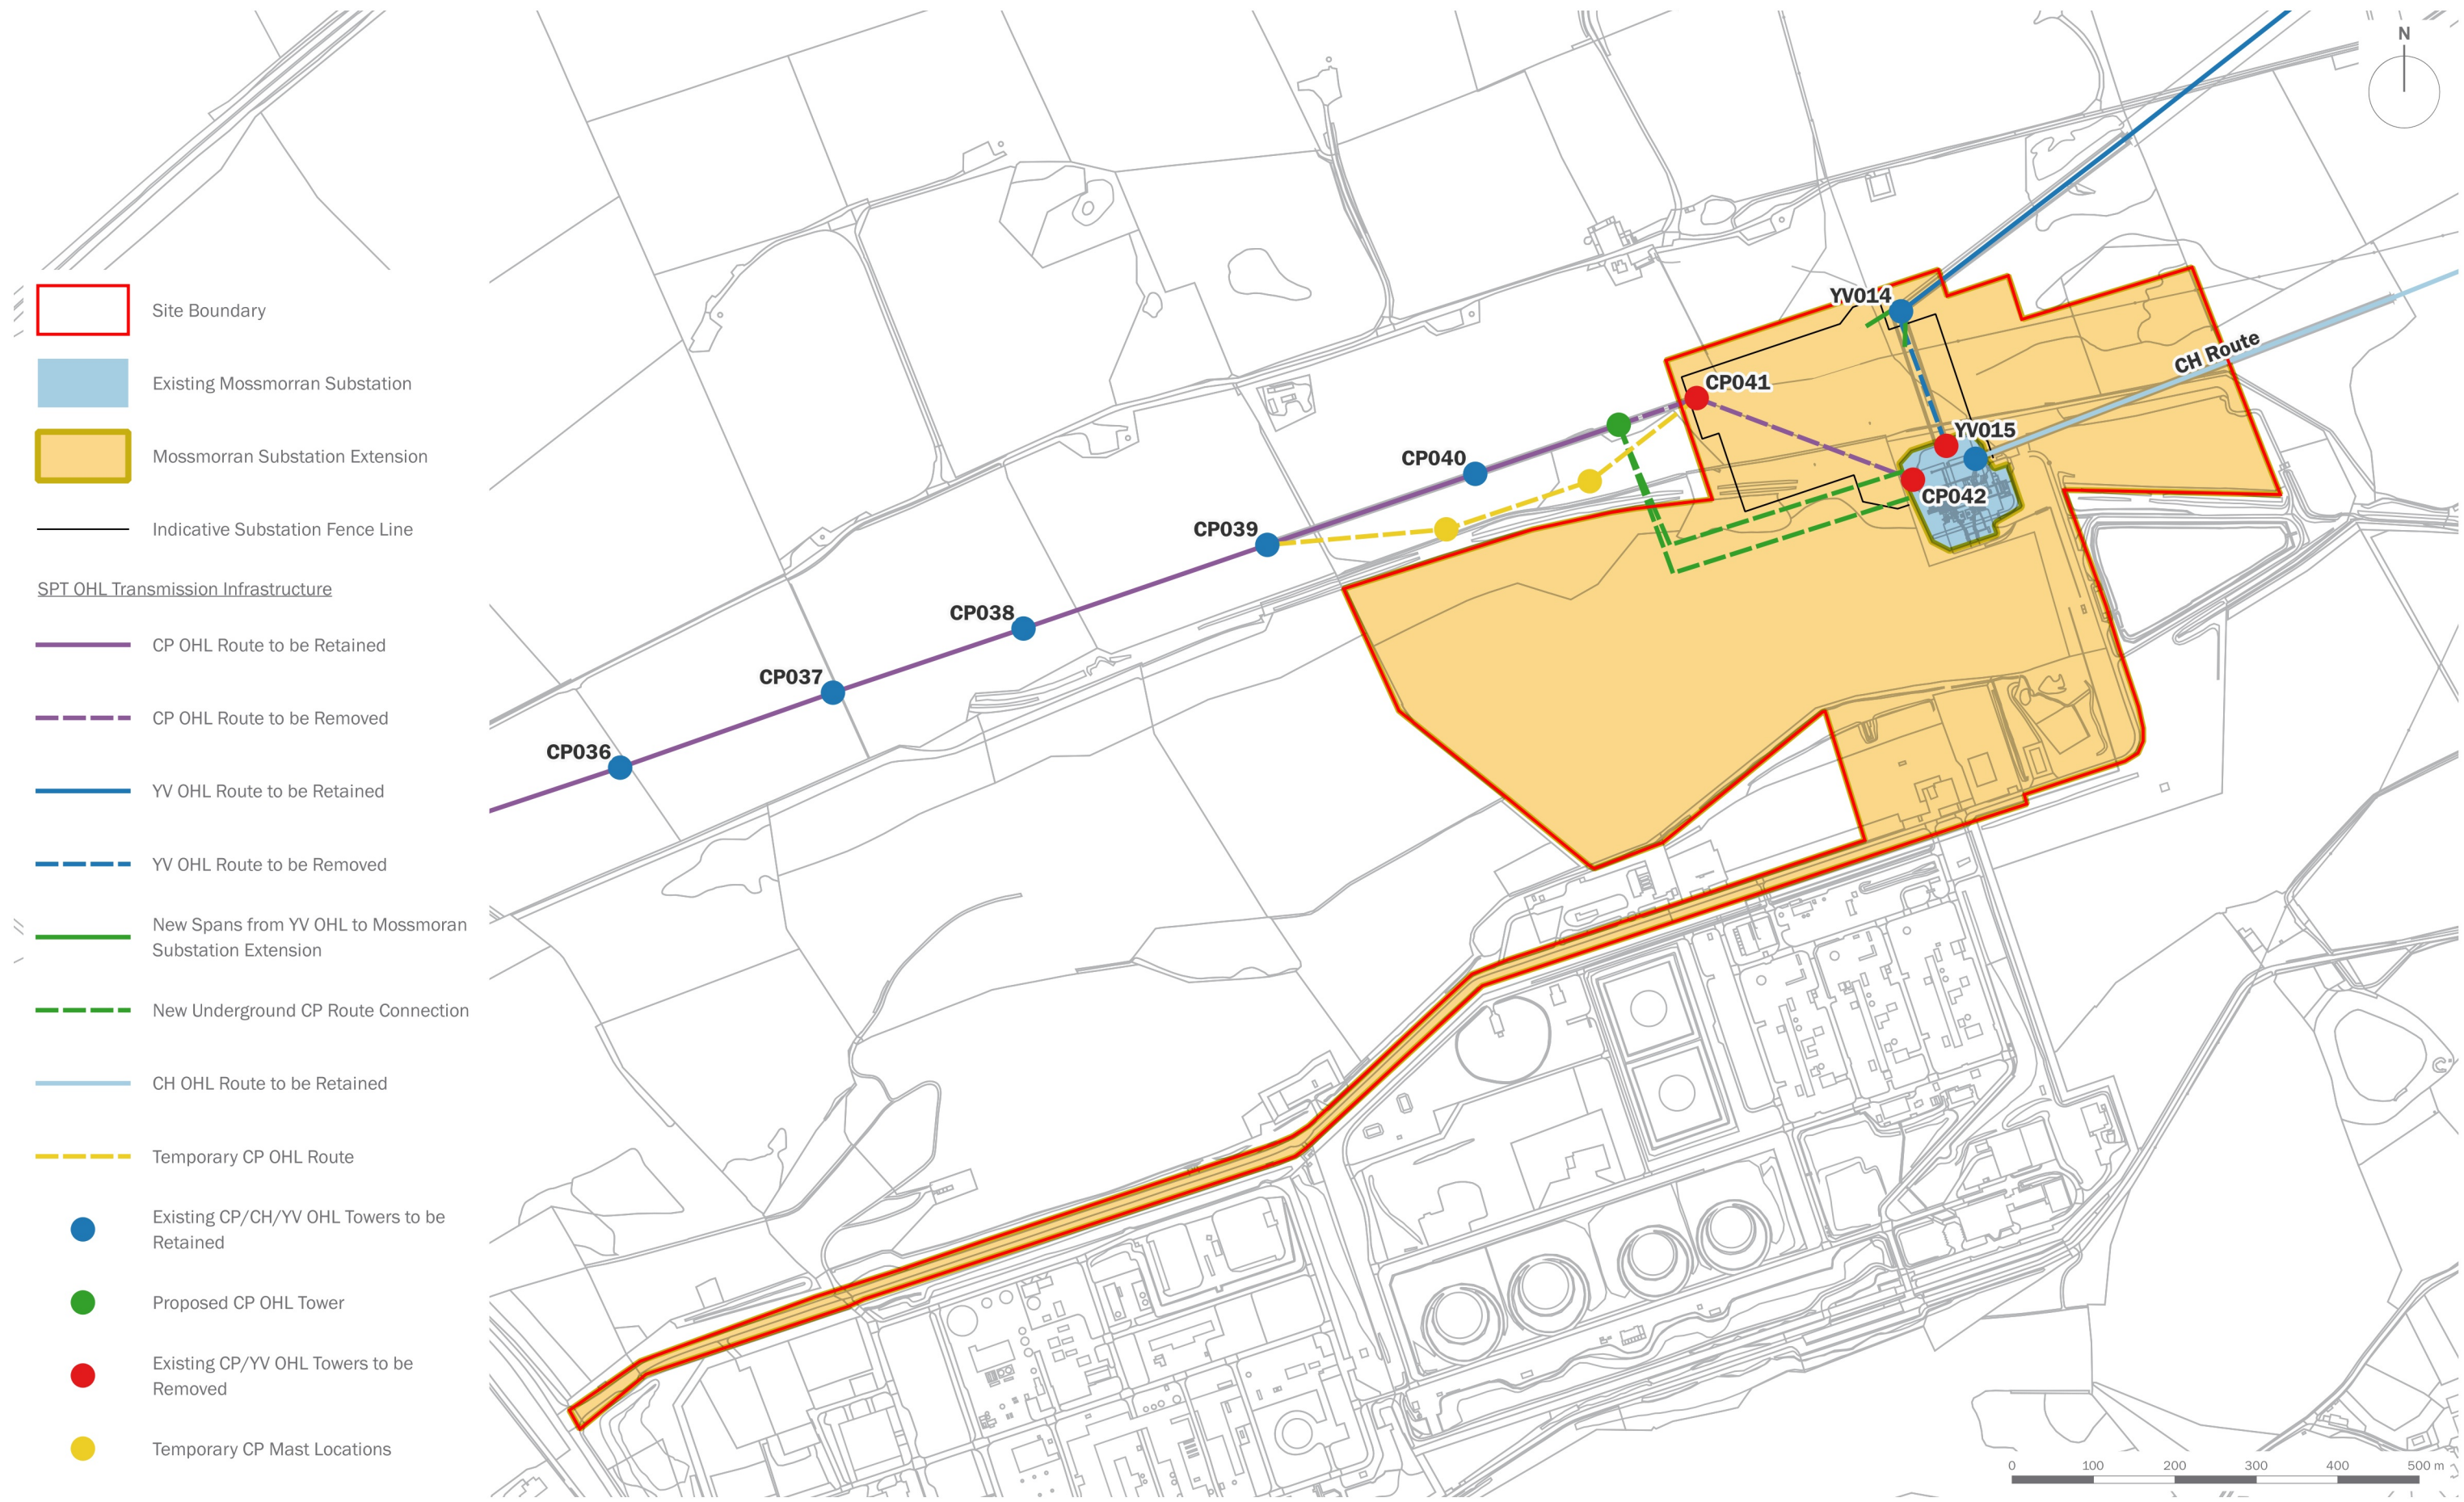 N
Site Boundary
Existing Mossmorran Substation
Mossmorran Substation Extension
Indicative Substation Fence Line
SPT OHL Transmission Infrastructure
CP OHL Route to be Retained
CP OHL Route to be Removed
YV OHL Route to be Retained
YV OHL Route to be Removed
New Spans from YV OHL to Mossmoran
Substation Extension
New Underground CP Route Connection
CH OHL Route to be Retained
Temporary CP OHL Route
Existing CP/CH/YV OHL Towers to be
Retained
Proposed CP OHL Tower
Existing CP/YV OHL Towers to be
Removed
Temporary CP Mast Locations
YV014
CH Route
CP041
YV015
CP040
CP042
CP039
CP038
CP037
CP036
0 100 200 300 400 500 m